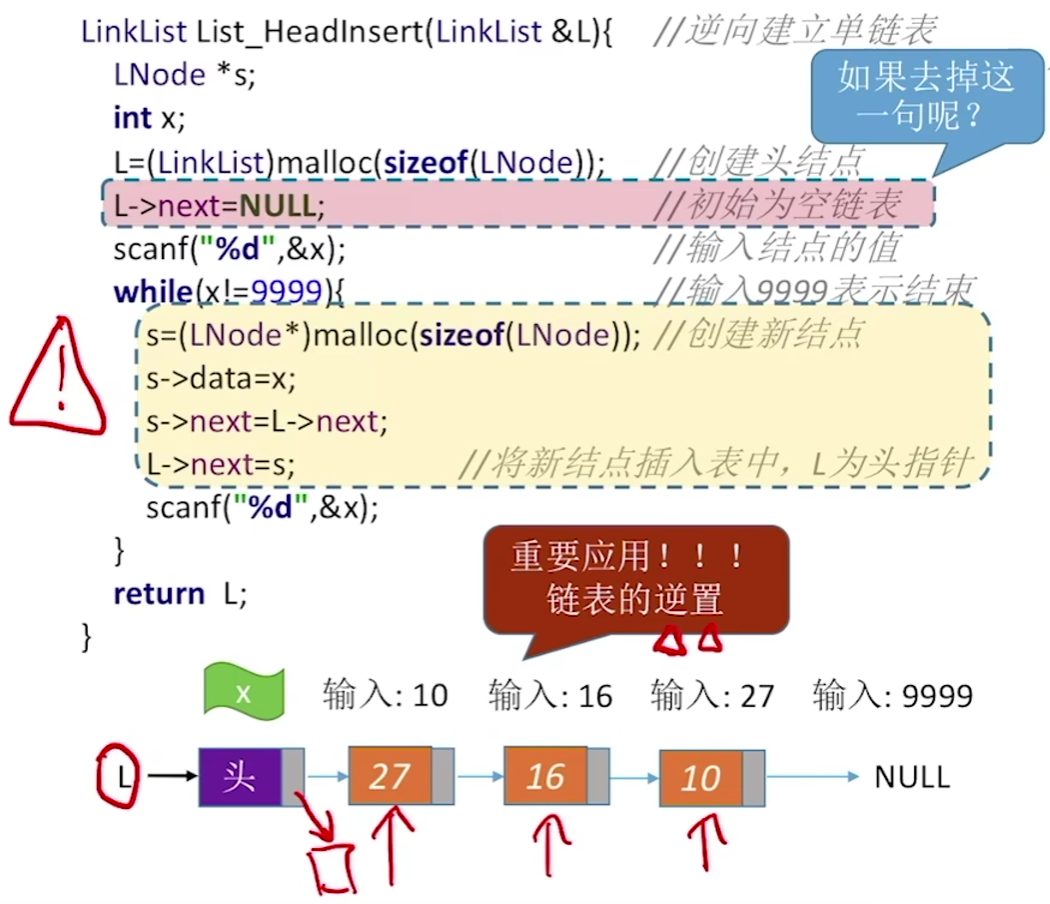 LinkList List_HeadInsert(LinkList &L){ //逆向建立单链表
LNode *s;
int x;
如果去掉这
一句呢？
L=(LinkList)malloc(sizeof(LNode)); //创建头结点
L->next=NULL; //初始为空链表
scanf("%d",&x); //输入结点的值
while(x!=9999){ //输入9999表示结束
s=(LNode*)malloc(sizeof(LNode)); //创建新结点
s->data=x;
s->next=L->next;
L->next=s; //将新结点插入表中，L为头指针
scanf("%d",&x);
}
return L;
}
重要应用！！！
链表的逆置
x 输入: 10 输入: 16 输入: 27 输入: 9999
L 头 27 16 10 NULL